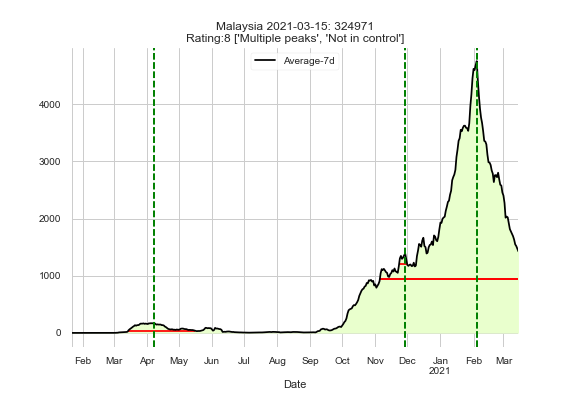 Malaysia 2021-03-15: 324971
Rating:8 ['Multiple peaks', 'Not in control']
Average-7d
4000
3000
2000
1000
0
Feb Mar Apr May Jun Jul Aug Sep Oct Nov Dec Jan Feb Mar
2021
Date